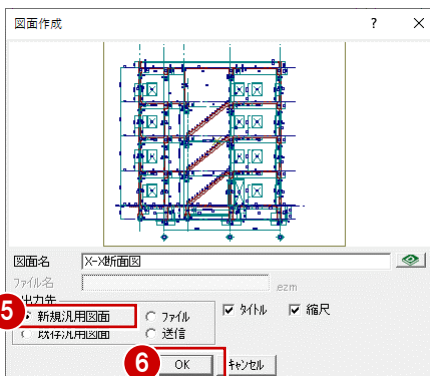 図面作成 ? ×
図面名 X-X断面図
ファイル名 .ezm
出力先
5 新規汎用図面 ファイル タイトル 縮尺
既存汎用図面 送信
6 OK キャンセル